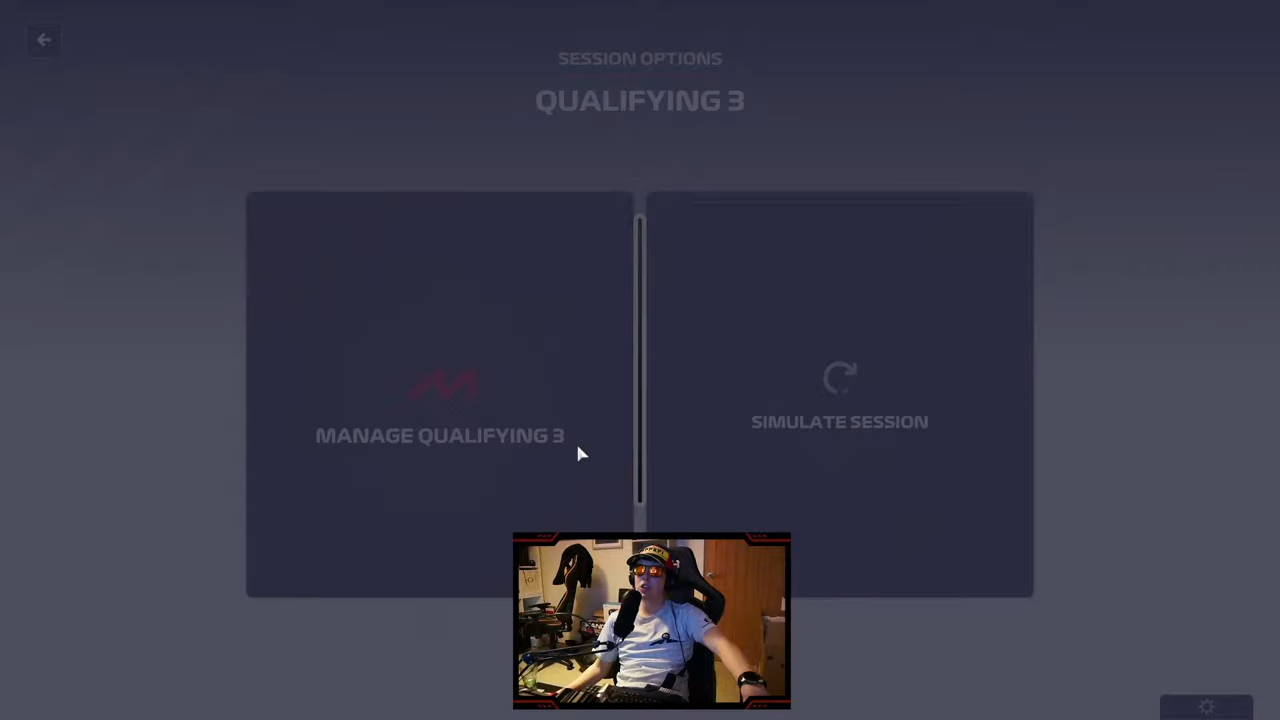 SESSION OPTIONS
QUALIFYING 3
MANAGE QUALIFYING 3
SIMULATE SESSION